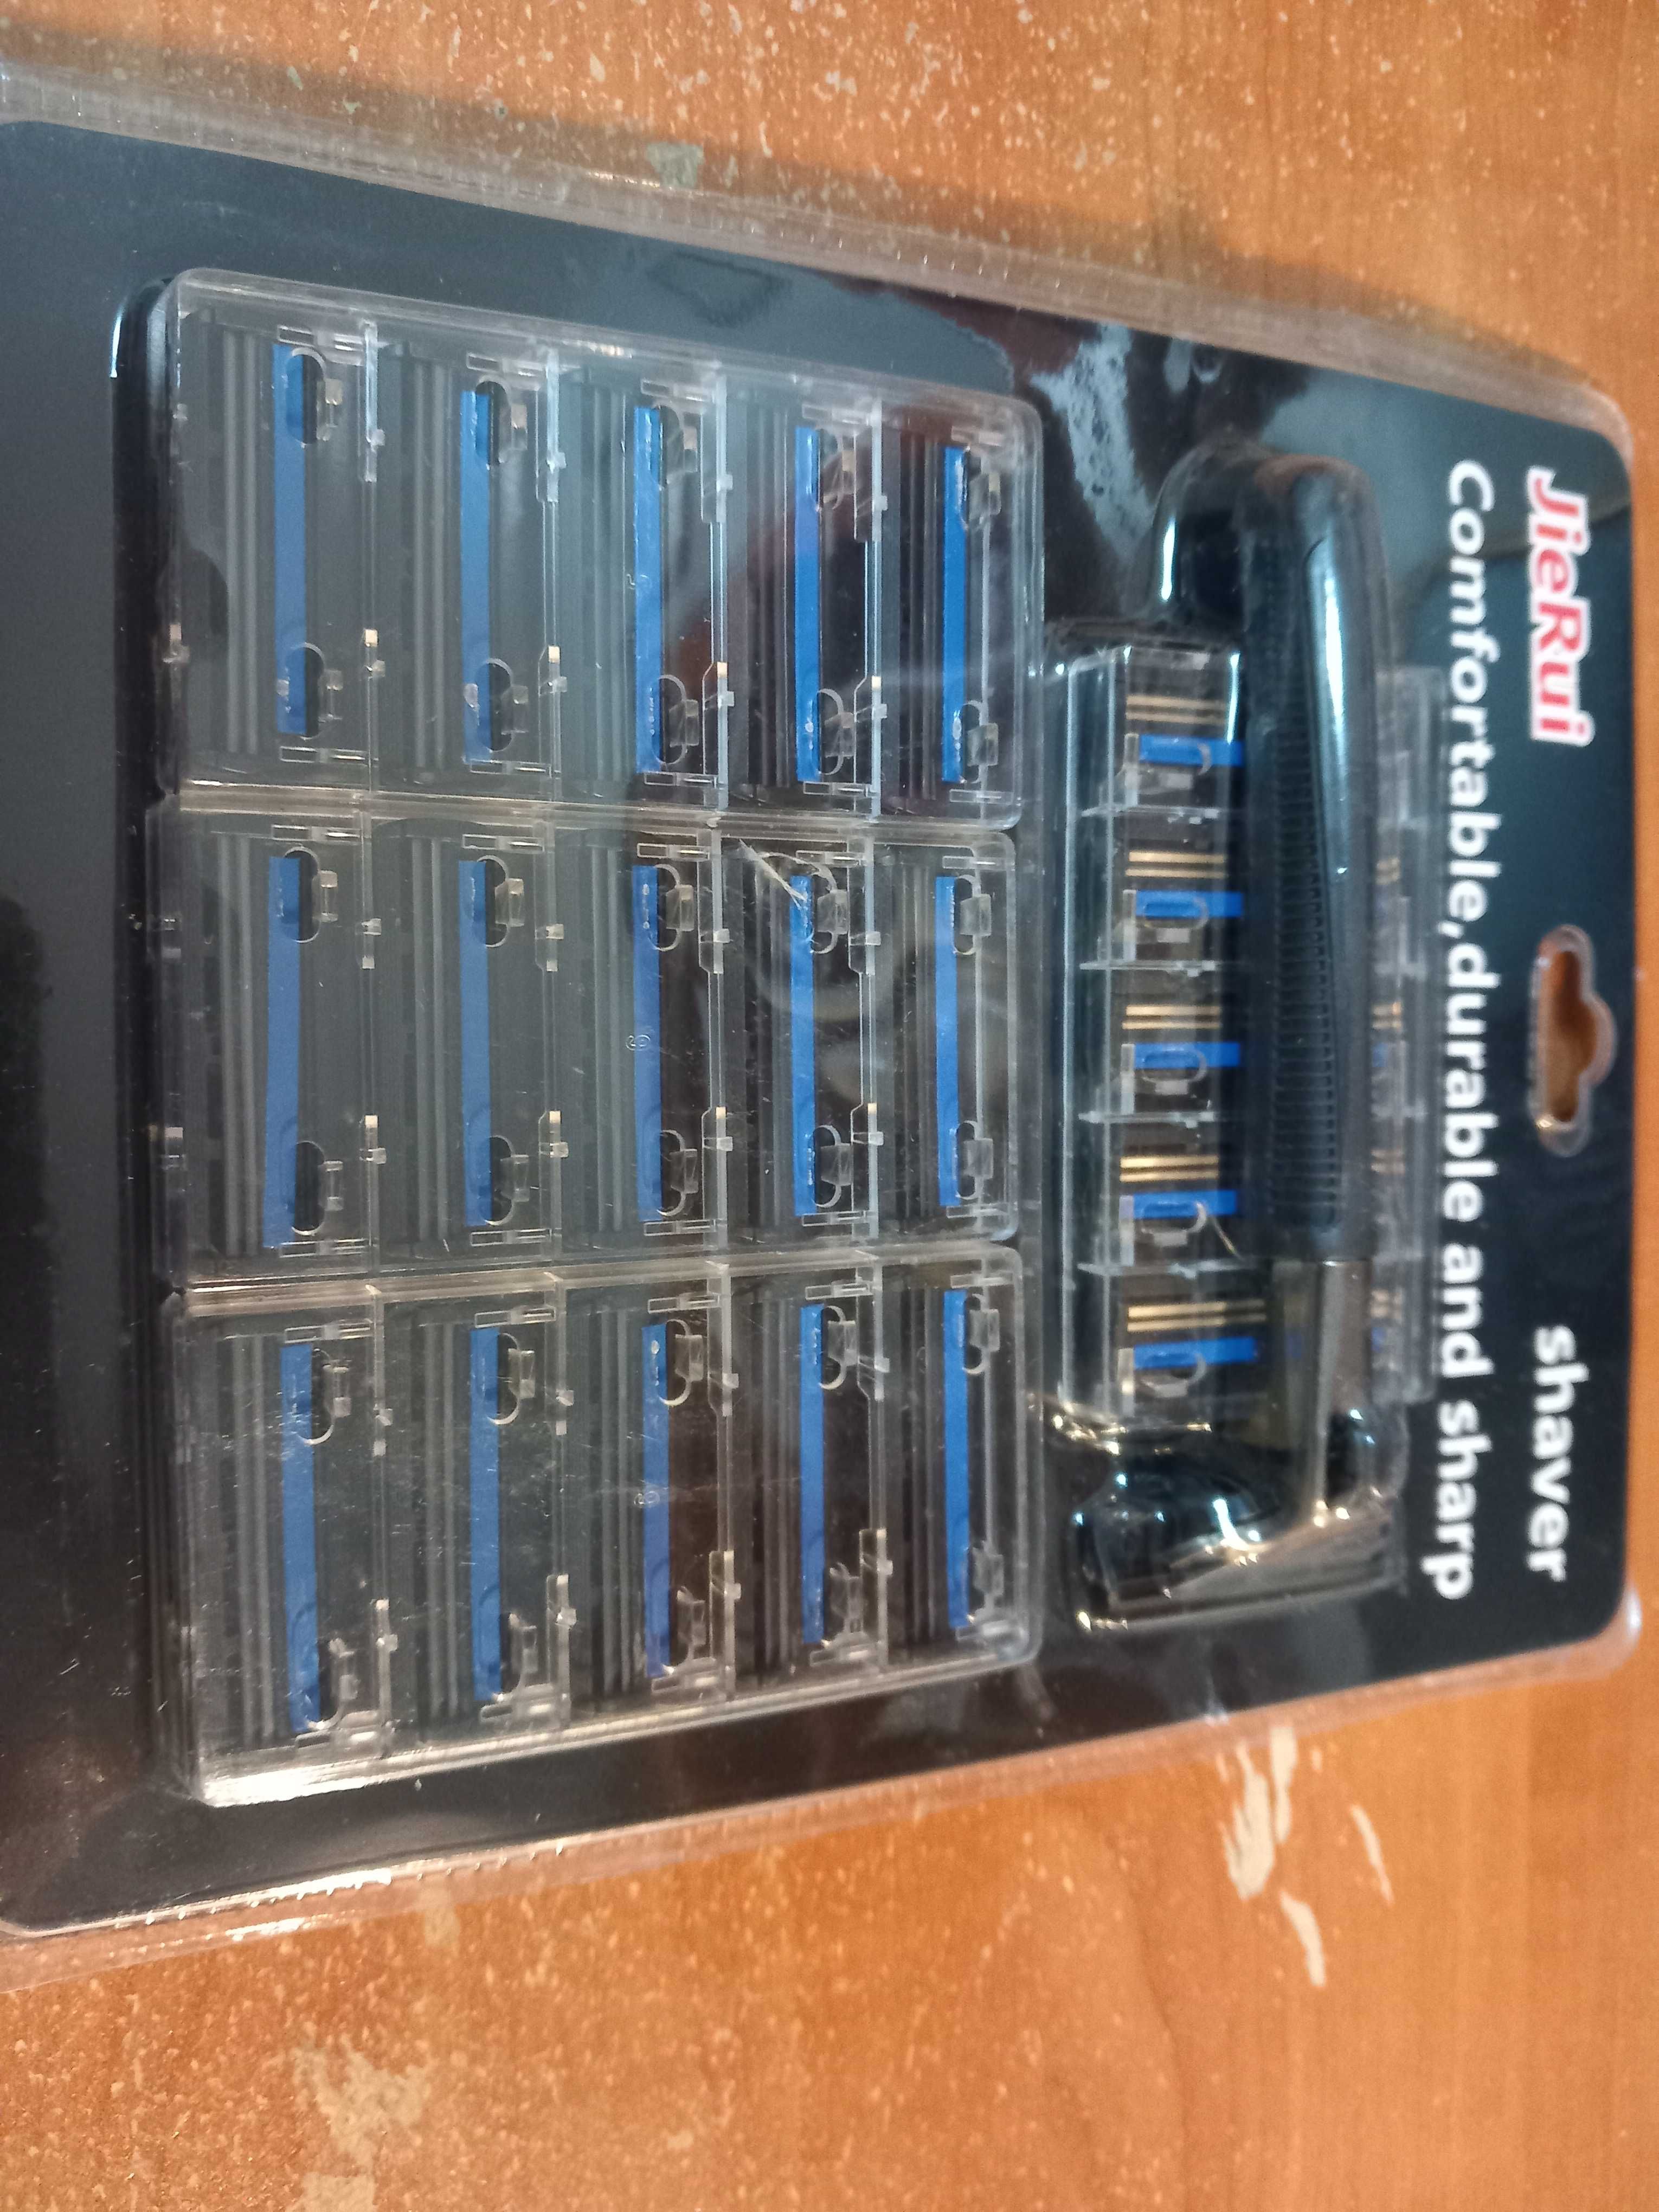 JieRui shaver
Comfortable,durable and sharp